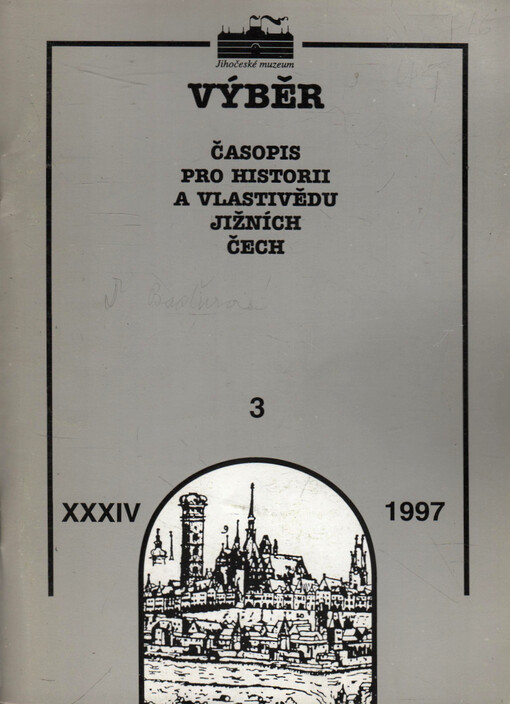 Jihočeské muzeum
VÝBĚR
ČASOPIS
PRO HISTORII
A VLASTIVĚDU
JIŽNÍCH
ČECH
3
XXXIV
1997